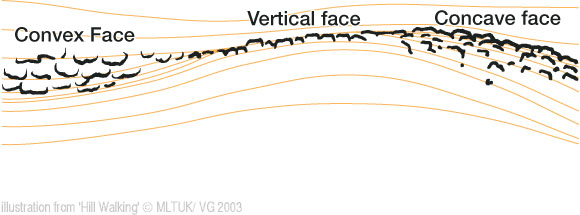 Convex Face
Vertical face
Concave face
illustration from 'Hill Walking' © MLTUK/ VG 2003